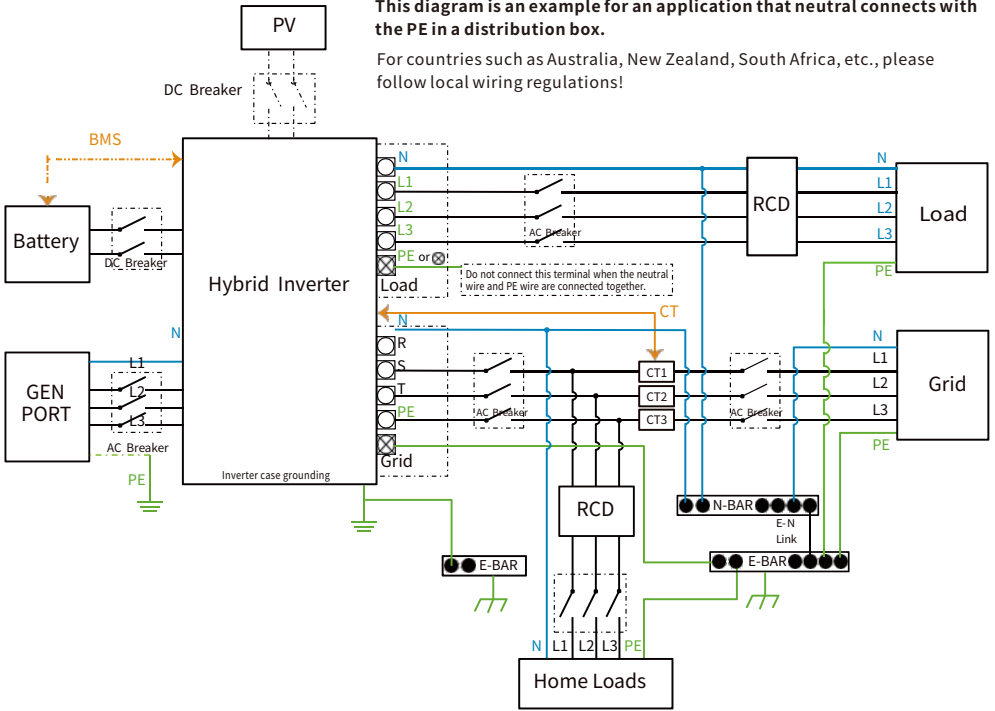 This diagram is an example for an application that neutral connects with
the PE in a distribution box.
For countries such as Australia, New Zealand, South Africa, etc., please
follow local wiring regulations!
PV
DC Breaker
BMS
Battery
DC Breaker
Hybrid Inverter
N
L1
L2
L3
PE or
Load
AC Breaker
RCD
N
L1
L2
L3
PE
Load
Do not connect this terminal when the neutral
wire and PE wire are connected together.
CT
N
R
S
T
PE
Grid
AC Breaker
CT1
CT2
CT3
AC Breaker
N
L1
L2
L3
PE
Grid
N
L1
L2
L3
GEN
PORT
AC Breaker
PE
Inverter case grounding
RCD
N-BAR
E-N
Link
E-BAR
E-BAR
N
L1
L2
L3
PE
Home Loads